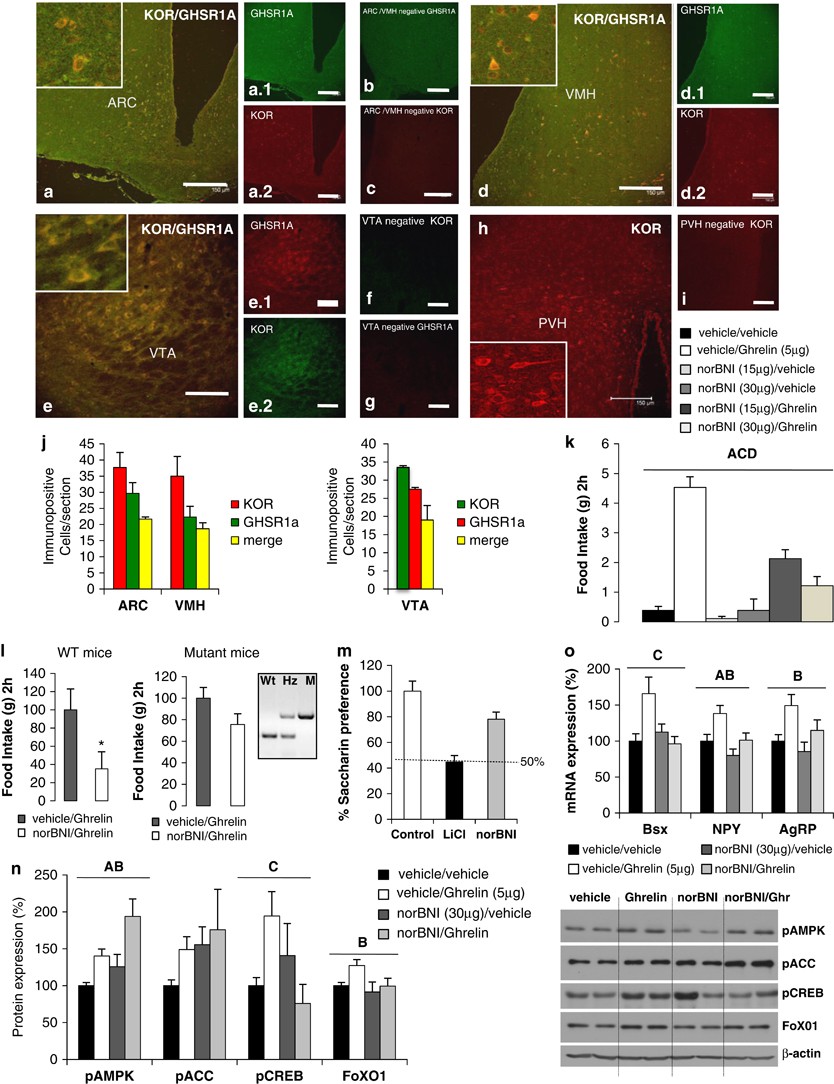 KOR/GHSR1A
ARC
150 µm
a
GHSR1A
a.1
KOR
a.2
ARC /VMH negative GHSR1A
b
ARC /VMH negative KOR
c
KOR/GHSR1A
VMH
150 µm
d
GHSR1A
d.1
KOR
d.2
KOR/GHSR1A
VTA
e
GHSR1A
e.1
KOR
e.2
VTA negative KOR
f
VTA negative GHSR1A
g
h
KOR
PVH
150 µm
PVH negative KOR
i
vehicle/vehicle
vehicle/Ghrelin (5µg)
norBNI (15µg)/vehicle
norBNI (30µg)/vehicle
norBNI (15µg)/Ghrelin
norBNI (30µg)/Ghrelin
j
Immunopositive
Cells/section
45
40
35
30
25
20
15
10
5
0
ARC VMH
KOR
GHSR1a
merge
Immunopositive
Cells/section
40
35
30
25
20
15
10
5
0
VTA
KOR
GHSR1a
merge
k
Food Intake (g) 2h
6
5
4
3
2
1
0
ACD
l
WT mice
Food Intake (g) 2h
140
120
100
80
60
40
20
0
*
vehicle/Ghrelin
norBNI/Ghrelin
Mutant mice
Food Intake (g) 2h
120
100
80
60
40
20
0
vehicle/Ghrelin
norBNI/Ghrelin
Wt Hz M
m
% Saccharin preference
120
100
80
60
40
20
0
50%
Control LiCl norBNI
o
mRNA expression (%)
200
150
100
50
0
C
AB
B
Bsx NPY AgRP
vehicle/vehicle
vehicle/Ghrelin (5µg)
norBNI (30µg)/vehicle
norBNI/Ghrelin
n
Protein expression (%)
250
200
150
100
50
0
AB
C
B
pAMPK pACC pCREB FoXO1
vehicle/vehicle
vehicle/Ghrelin (5µg)
norBNI (30µg)/vehicle
norBNI/Ghrelin
vehicle Ghrelin norBNI norBNI/Ghr
pAMPK
pACC
pCREB
FoX01
β-actin